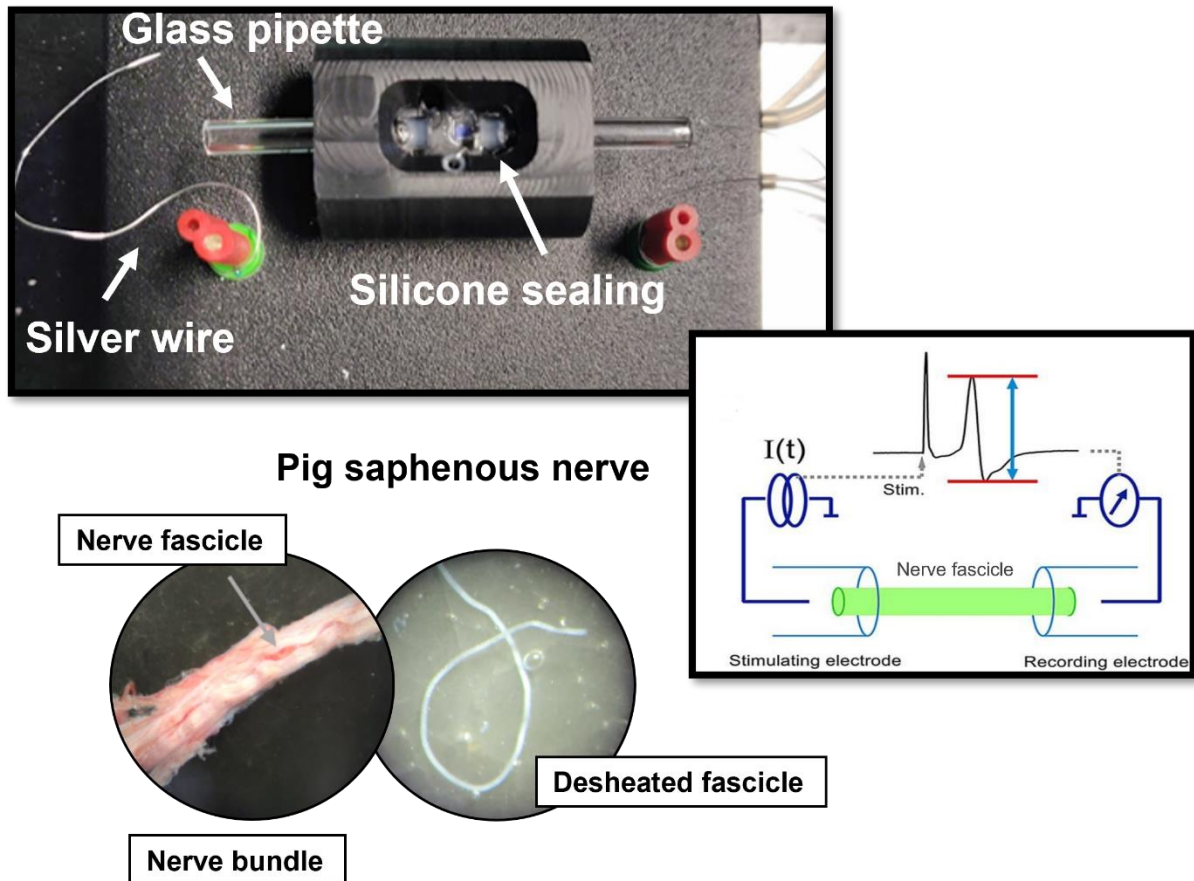 Glass pipette
Silicone sealing
Silver wire
I(t)
Stim.
Nerve fascicle
Stimulating electrode
Recording electrode
Pig saphenous nerve
Nerve fascicle
Desheated fascicle
Nerve bundle